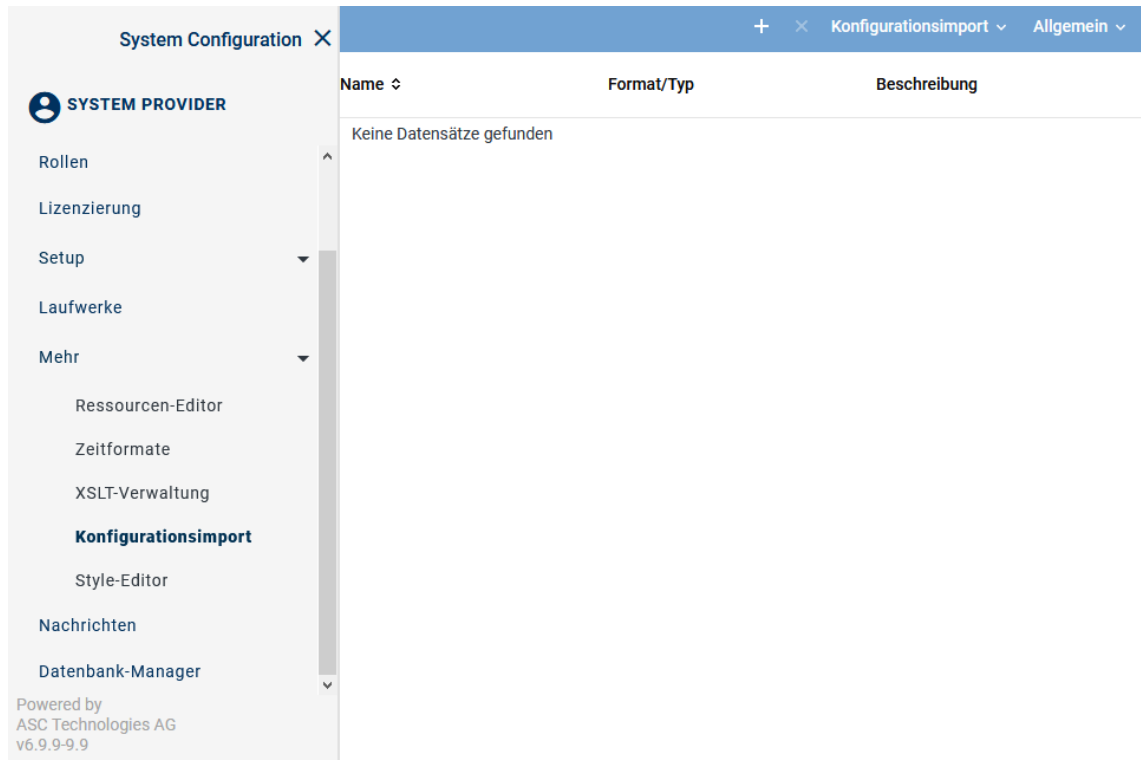 System Configuration
SYSTEM PROVIDER
Rollen
Lizenzierung
Setup
Laufwerke
Mehr
Ressourcen-Editor
Zeitformate
XSLT-Verwaltung
Konfigurationsimport
Style-Editor
Nachrichten
Datenbank-Manager
Powered by
ASC Technologies AG
v6.9.9-9.9
Konfigurationsimport Allgemein
Name Format/Typ Beschreibung
Keine Datensätze gefunden